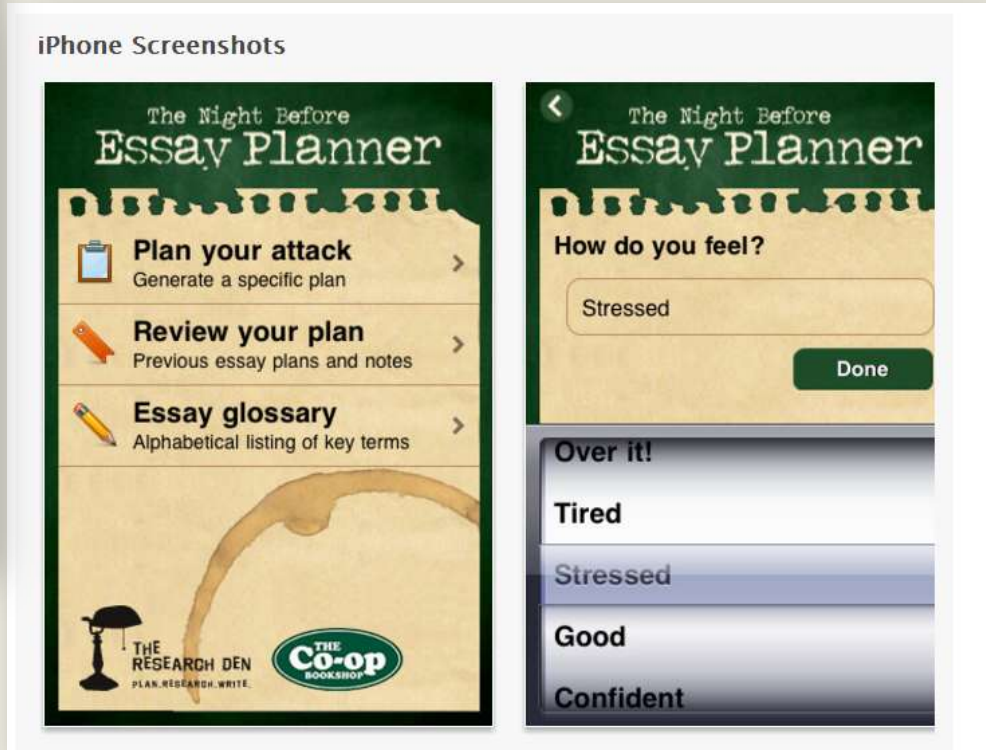 iPhone Screenshots
The Night Before
Essay Planner
Plan your attack
Generate a specific plan
Review your plan
Previous essay plans and notes
Essay glossary
Alphabetical listing of key terms
THE
RESEARCH DEN
PLAN.RESEARCH.WRITE.
THE
Co-op
BOOKSHOP
The Night Before
Essay Planner
How do you feel?
Stressed
Done
Over it!
Tired
Stressed
Good
Confident